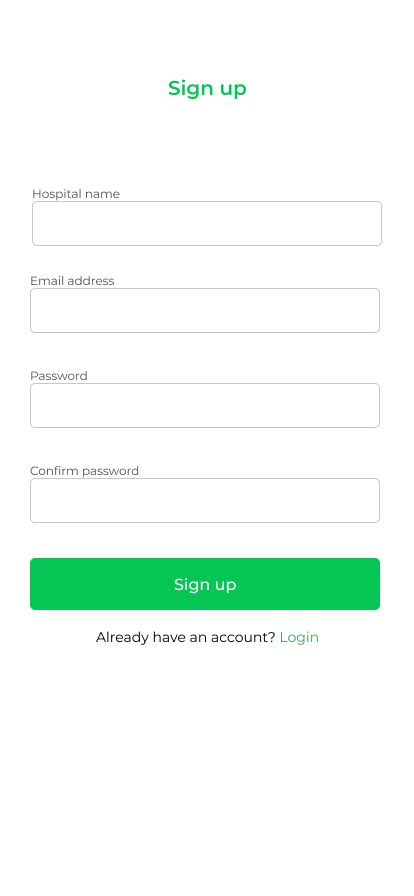 Sign up
Hospital name
Email address
Password
Confirm password
Sign up
Already have an account? Login